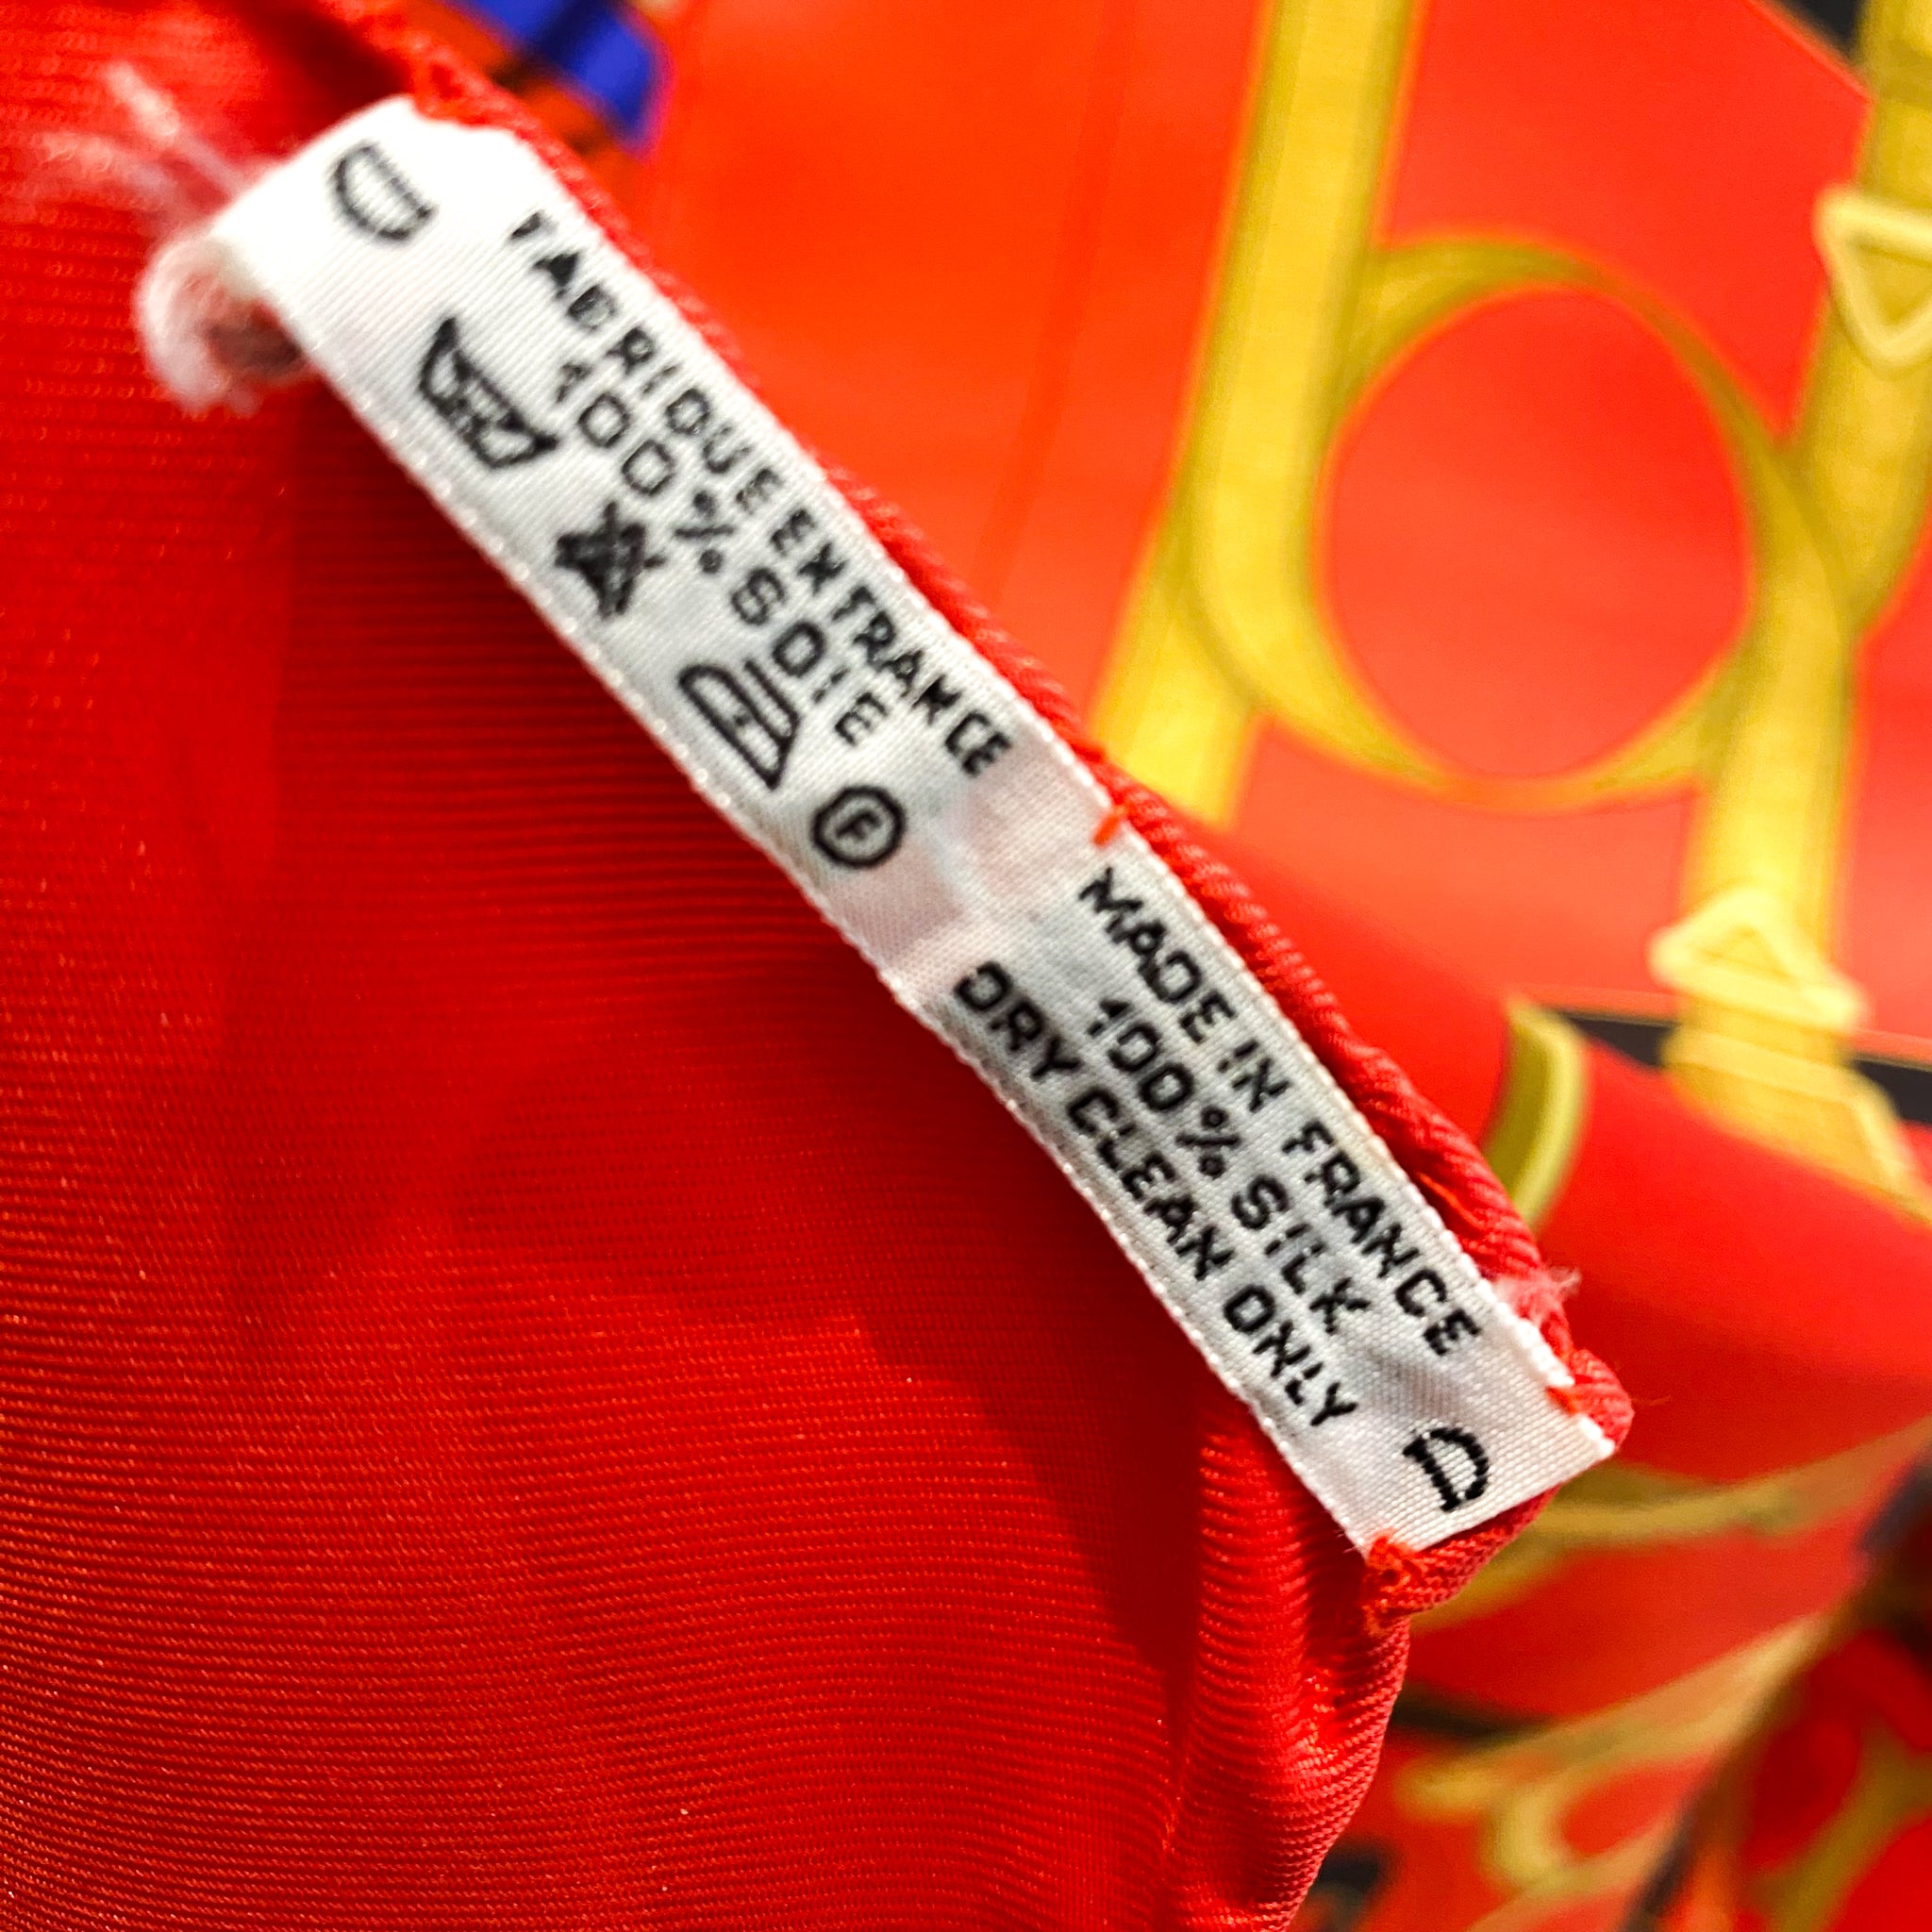 D
FABRIQUE EN FRANCE
100% SOIE
F
MADE IN FRANCE
100% SILK
DRY CLEAN ONLY
D